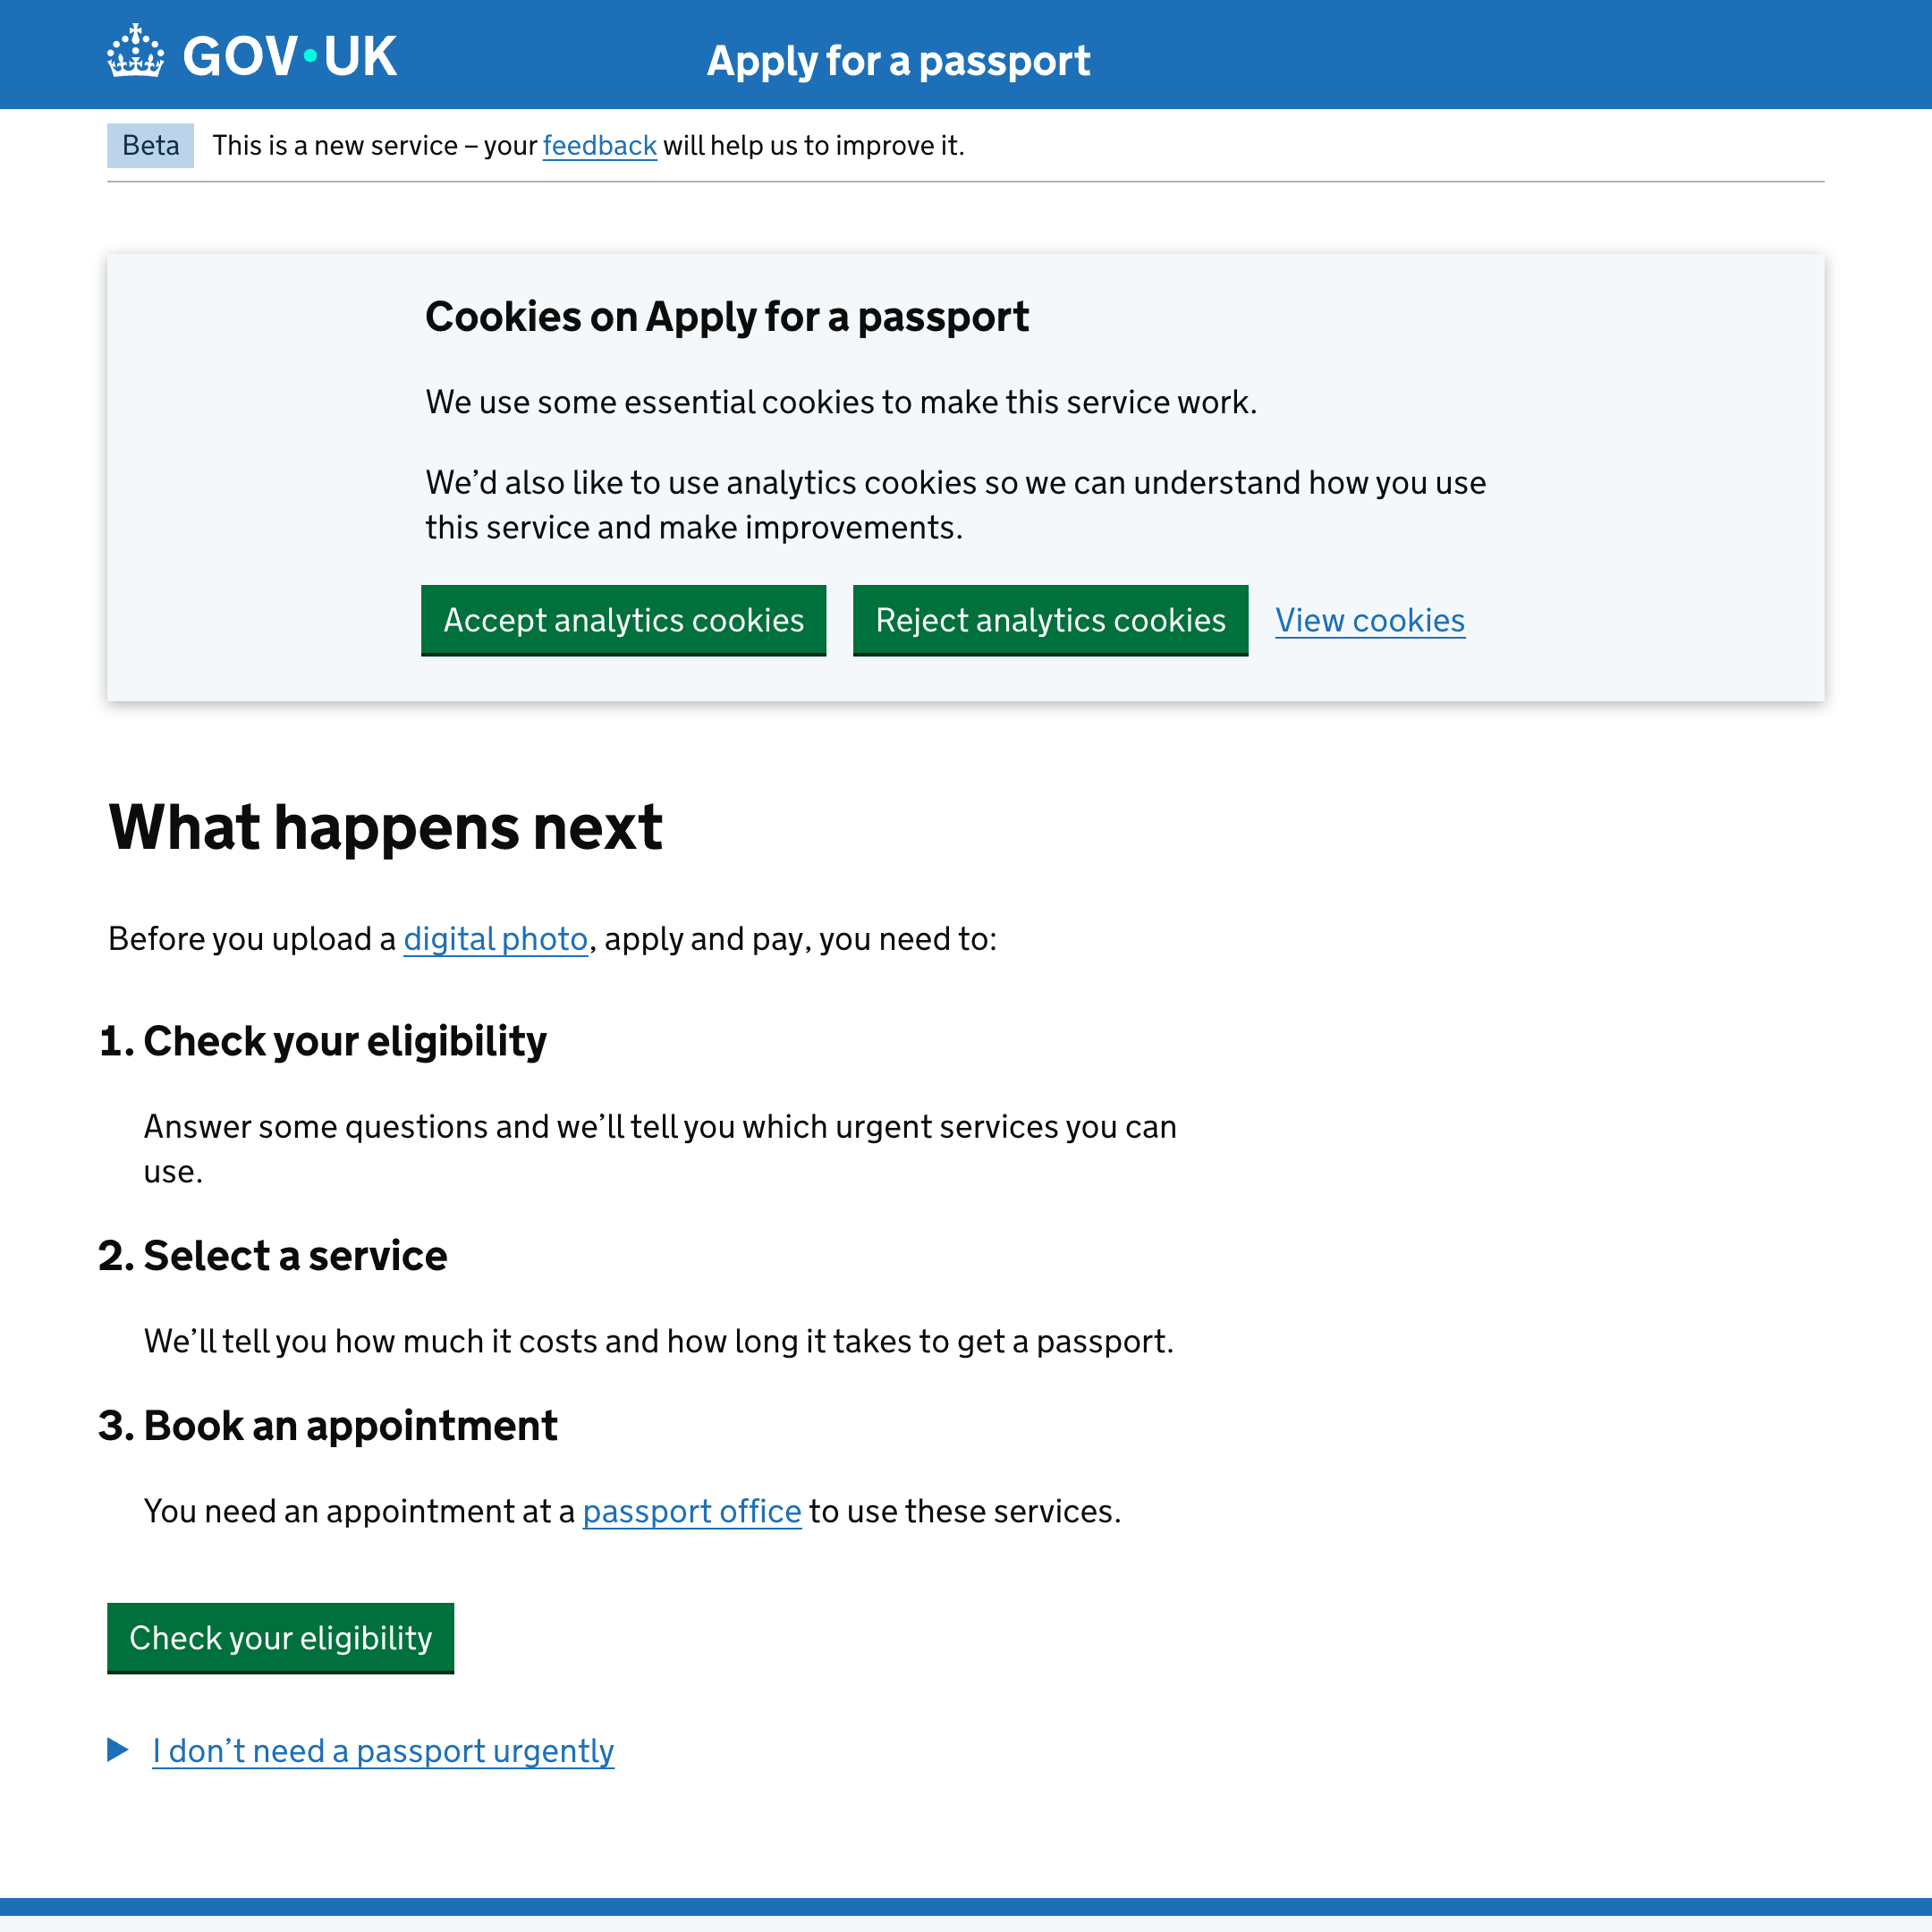 GOV·UK
Apply for a passport
Beta This is a new service – your feedback will help us to improve it.
Cookies on Apply for a passport
We use some essential cookies to make this service work.
We’d also like to use analytics cookies so we can understand how you use
this service and make improvements.
Accept analytics cookies Reject analytics cookies View cookies
What happens next
Before you upload a digital photo, apply and pay, you need to:
1. Check your eligibility
Answer some questions and we’ll tell you which urgent services you can
use.
2. Select a service
We’ll tell you how much it costs and how long it takes to get a passport.
3. Book an appointment
You need an appointment at a passport office to use these services.
Check your eligibility
I don’t need a passport urgently